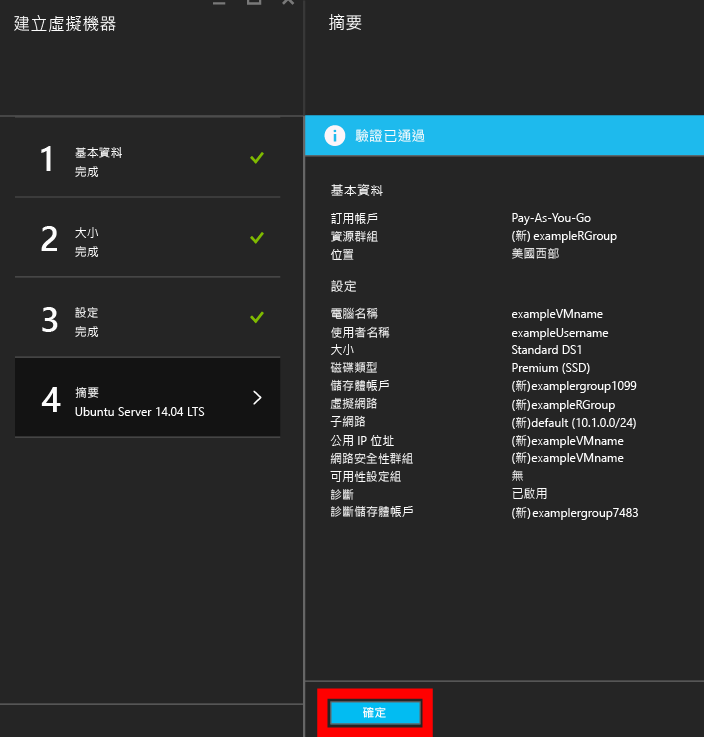 建立虛擬機器
1
基本資料
完成
2
大小
完成
3
設定
完成
4
摘要
Ubuntu Server 14.04 LTS
摘要
驗證已通過
基本資料
訂用帳戶 Pay-As-You-Go
資源群組 (新) exampleRGroup
位置 美國西部
設定
電腦名稱 exampleVMname
使用者名稱 exampleUsername
大小 Standard DS1
磁碟類型 Premium (SSD)
儲存體帳戶 (新)examplergroup1099
虛擬網路 (新)exampleRGroup
子網路 (新)default (10.1.0.0/24)
公用 IP 位址 (新)exampleVMname
網路安全性群組 (新)exampleVMname
可用性設定組 無
診斷 已啟用
診斷儲存體帳戶 (新)examplergroup7483
確定